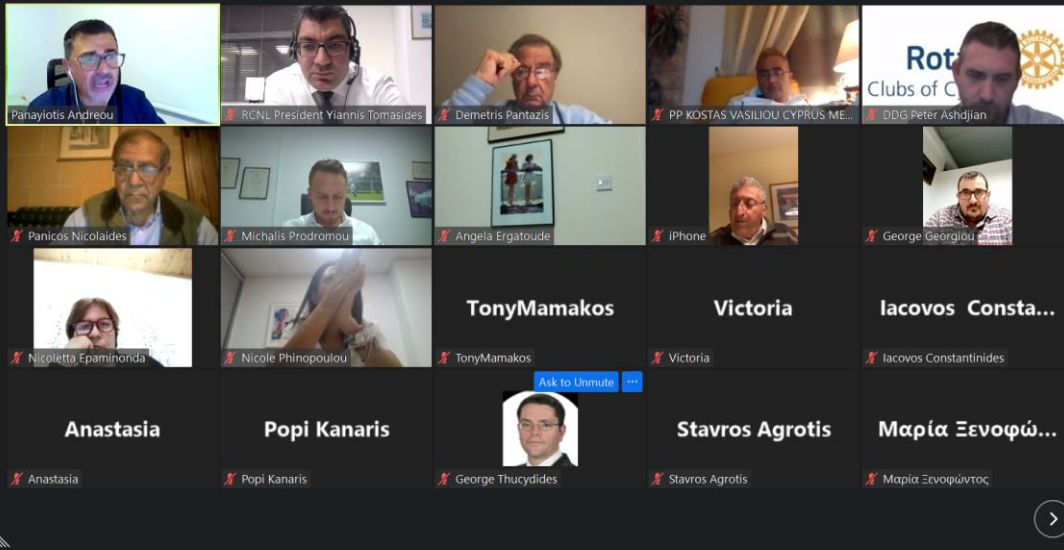 Rot
Clubs of C
Panayiotis Andreou
RCNL President Yiannis Tomasides
Demetris Pantazis
PP KOSTAS VASILIOU CYPRUS ME...
DDG Peter Ashdjian
Panicos Nicolaides
Michalis Prodromou
Angela Ergatoude
iPhone
George Georgiou
Nicoletta Epaminonda
Nicole Phinopoulou
TonyMamakos
TonyMamakos
Victoria
Victoria
Iacovos Consta...
Iacovos Constantinides
Ask to Unmute ...
Anastasia
Anastasia
Popi Kanaris
Popi Kanaris
George Thucydides
Stavros Agrotis
Stavros Agrotis
Μαρία Ξενοφώ...
Μαρία Ξενοφώντος